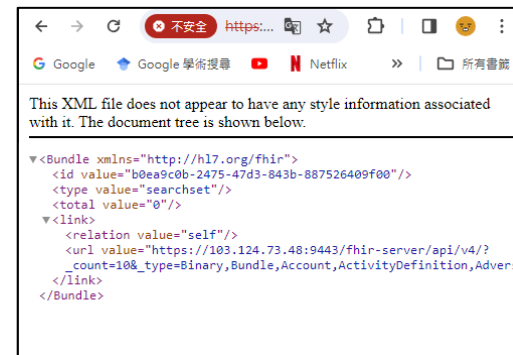 不安全 https:...
Google Google 學術搜尋 Netflix » 所有書籤
This XML file does not appear to have any style information associated
with it. The document tree is shown below.
▼<Bundle xmlns="http://hl7.org/fhir">
<id value="b0ea9c0b-2475-47d3-843b-887526409f00"/>
<type value="searchset"/>
<total value="0"/>
▼<link>
<relation value="self"/>
<url value="https://103.124.73.48:9443/fhir-server/api/v4/?
_count=10&_type=Binary,Bundle,Account,ActivityDefinition,Advers
</link>
</Bundle>